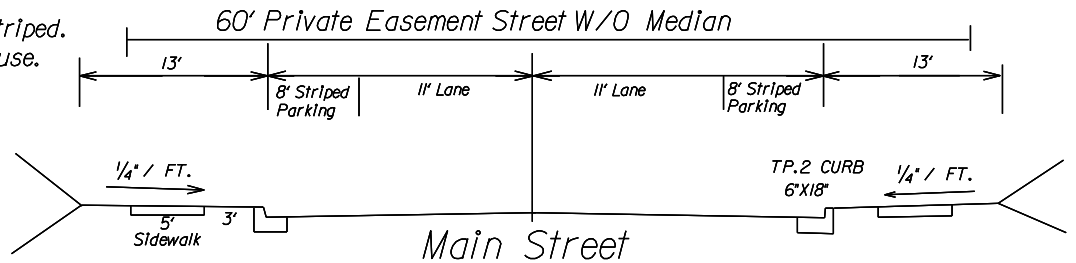 triped.
use.
60' Private Easement Street W/O Median
13'
13'
8' Striped
Parking
11' Lane
11' Lane
8' Striped
Parking
1/4" / FT.
TP.2 CURB
6"X18"
1/4" / FT.
5'
Sidewalk
3'
Main Street